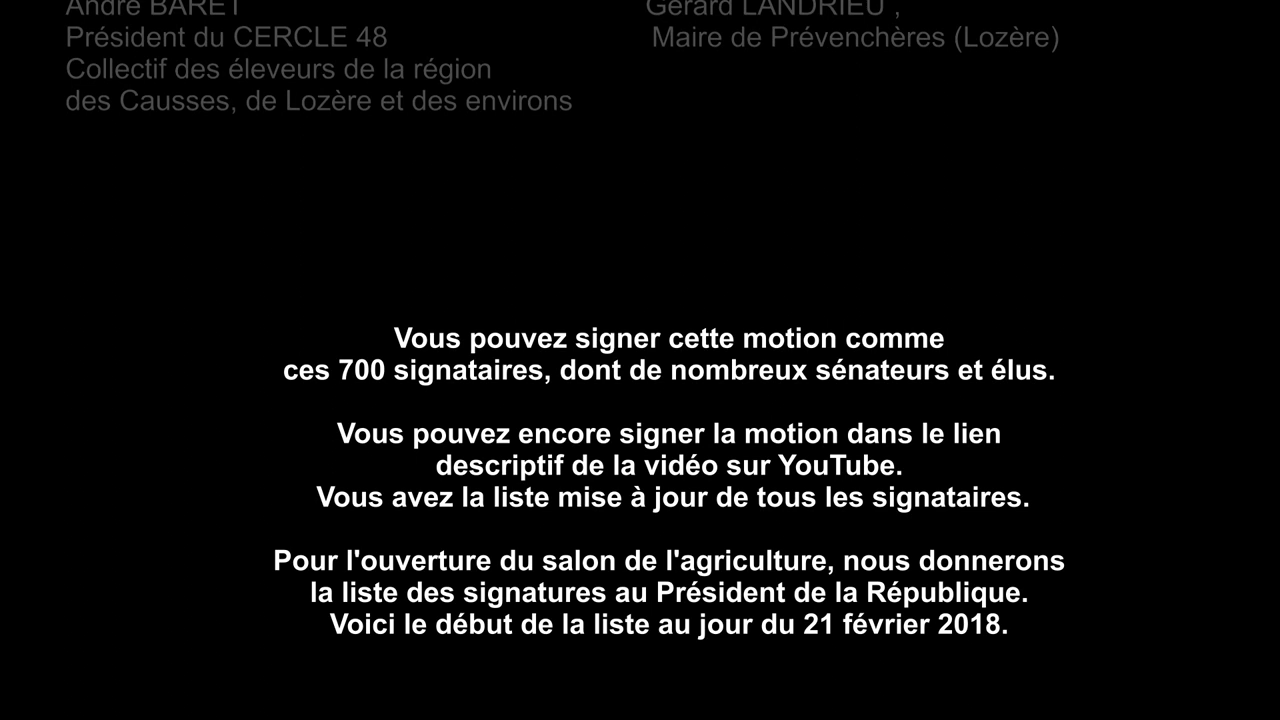 André BARET
Gérard LANDRIEU ,
Président du CERCLE 48
Maire de Prévenchères (Lozère)
Collectif des éleveurs de la région
des Causses, de Lozère et des environs
Vous pouvez signer cette motion comme
ces 700 signataires, dont de nombreux sénateurs et élus.
Vous pouvez encore signer la motion dans le lien
descriptif de la vidéo sur YouTube.
Vous avez la liste mise à jour de tous les signataires.
Pour l'ouverture du salon de l'agriculture, nous donnerons
la liste des signatures au Président de la République.
Voici le début de la liste au jour du 21 février 2018.